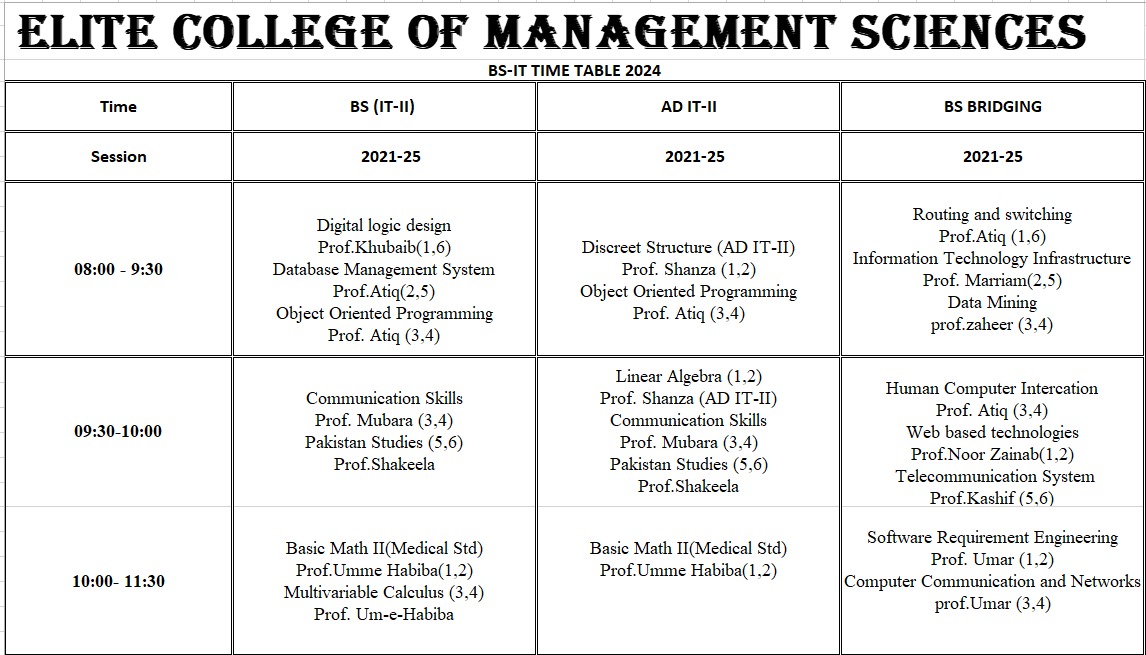 ELITE COLLEGE OF MANAGEMENT SCIENCES
BS-IT TIME TABLE 2024
Time
BS (IT-II)
AD IT-II
BS BRIDGING
Session
2021-25
2021-25
2021-25
08:00 - 9:30
Digital logic design
Prof.Khubaib(1,6)
Database Management System
Prof.Atiq(2,5)
Object Oriented Programming
Prof. Atiq (3,4)
Discreet Structure (AD IT-II)
Prof. Shanza (1,2)
Object Oriented Programming
Prof. Atiq (3,4)
Routing and switching
Prof.Atiq (1,6)
Information Technology Infrastructure
Prof. Marriam(2,5)
Data Mining
prof.zaheer (3,4)
09:30-10:00
Communication Skills
Prof. Mubara (3,4)
Pakistan Studies (5,6)
Prof.Shakeela
Linear Algebra (1,2)
Prof. Shanza (AD IT-II)
Communication Skills
Prof. Mubara (3,4)
Pakistan Studies (5,6)
Prof.Shakeela
Human Computer Intercation
Prof. Atiq (3,4)
Web based technologies
Prof.Noor Zainab(1,2)
Telecommunication System
Prof.Kashif (5,6)
10:00- 11:30
Basic Math II(Medical Std)
Prof.Umme Habiba(1,2)
Multivariable Calculus (3,4)
Prof. Um-e-Habiba
Basic Math II(Medical Std)
Prof.Umme Habiba(1,2)
Software Requirement Engineering
Prof. Umar (1,2)
Computer Communication and Networks
prof.Umar (3,4)